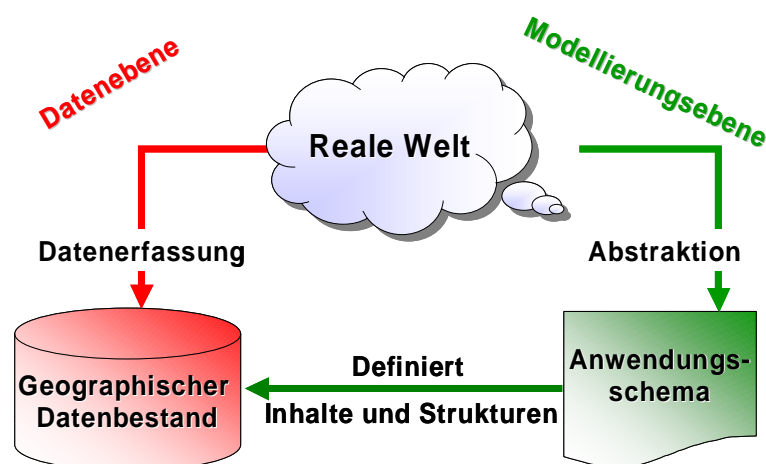 Datenebene
Modellierungsebene
Reale Welt
Datenerfassung
Abstraktion
Geographischer
Datenbestand
Definiert
Inhalte und Strukturen
Anwendungs-
schema